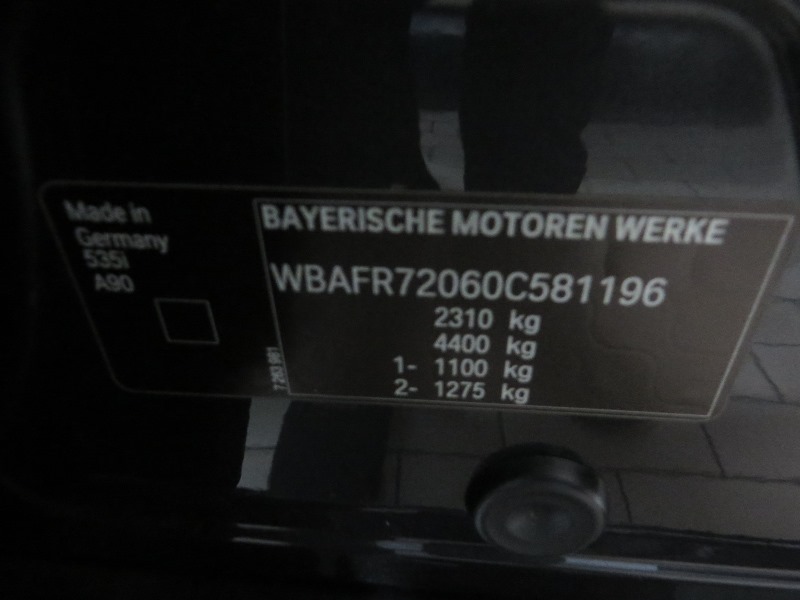 Made in
Germany
535i
A90
BAYERISCHE MOTOREN WERKE
WBAFR72060C581196
2310 kg
4400 kg
1- 1100 kg
2- 1275 kg